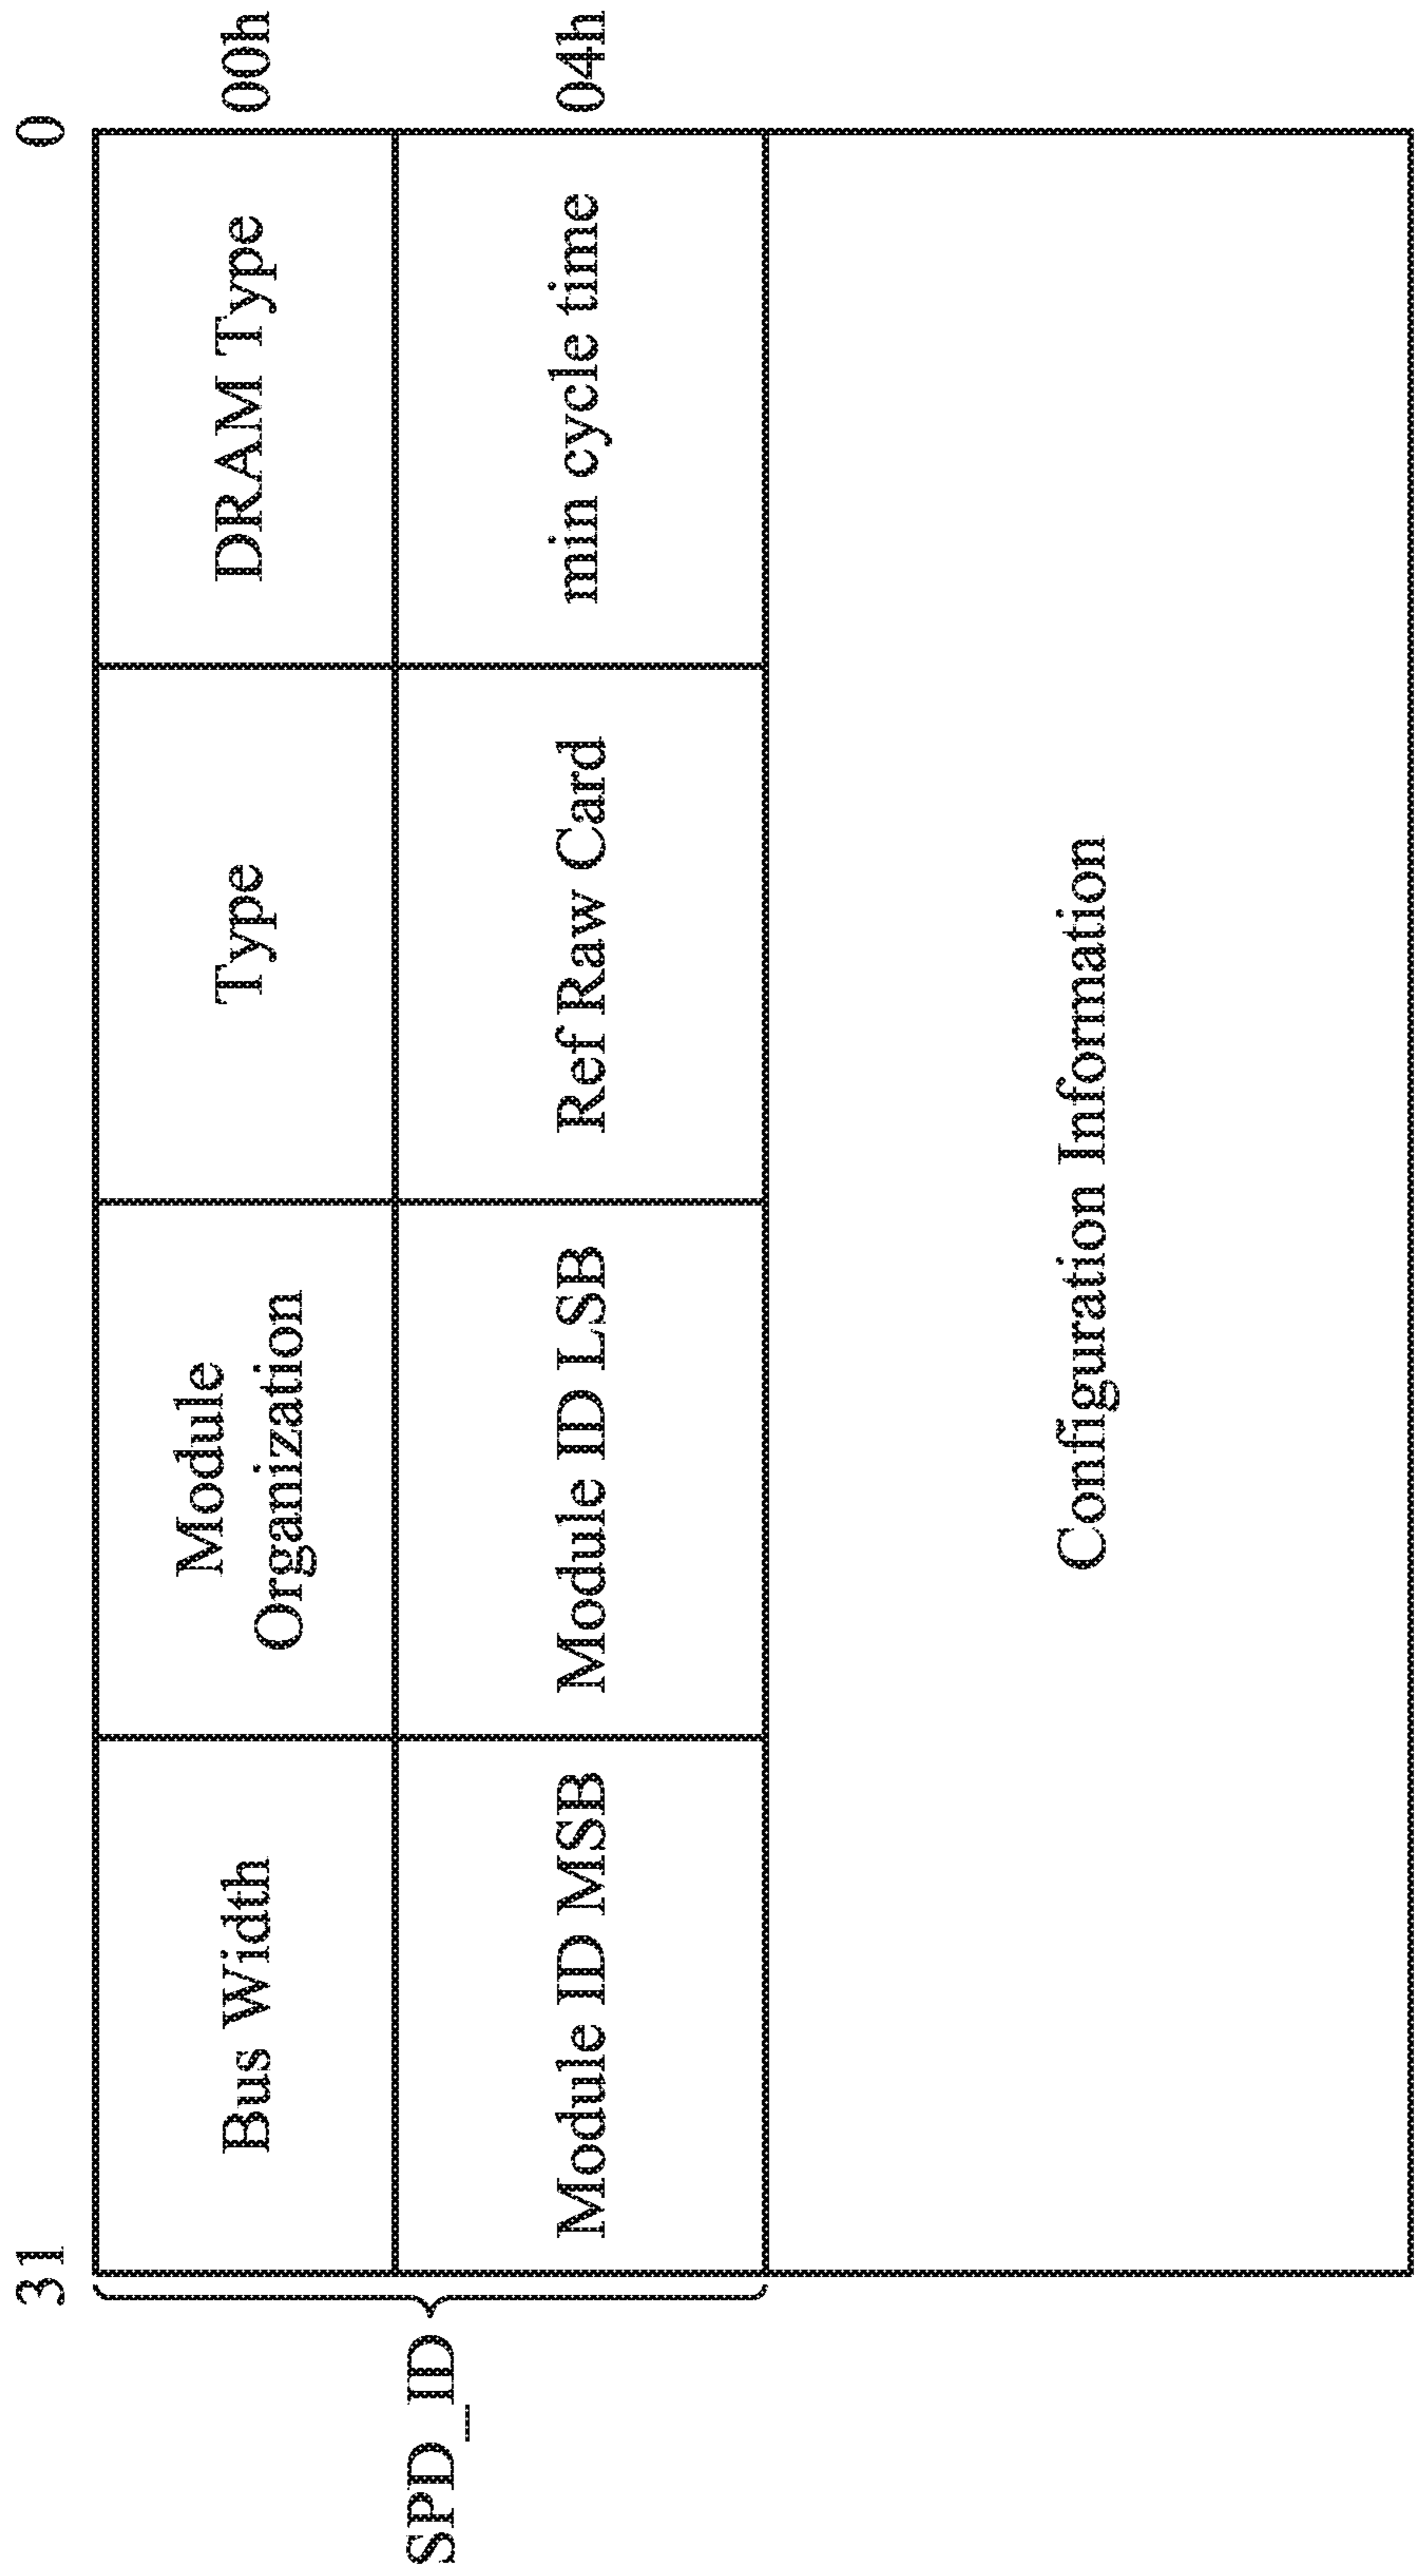 31
0
Bus Width
Module
Organization
Type
DRAM Type
00h
SPD_ID
Module ID MSB
Module ID LSB
Ref Raw Card
min cycle time
04h
Configuration Information